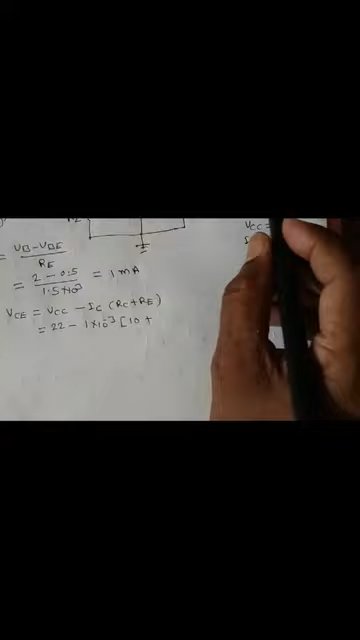 = VB - VBE / RE
= 2 - 0.5 / 1.5×10³ = 1 mA
VCE = VCC - IC (RC + RE)
= 22 - 1×10⁻³ [10 +
VCC =